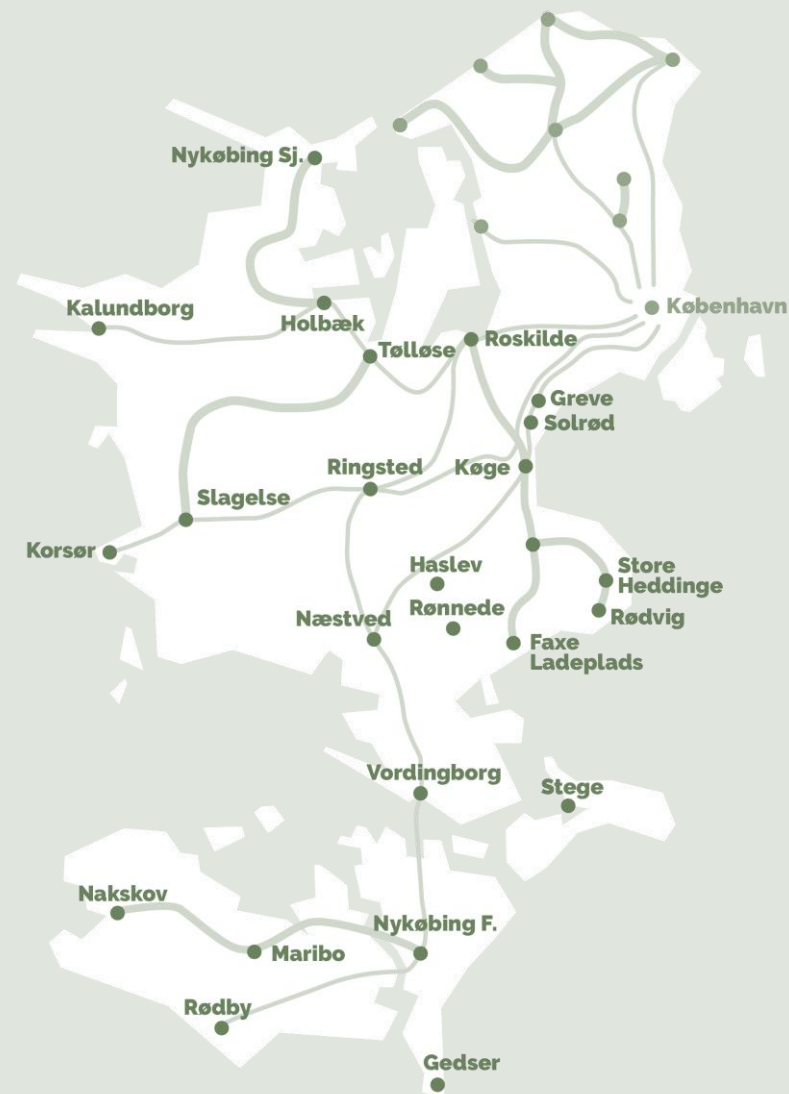 Nykøbing Sj.
København
Kalundborg
Holbæk
Roskilde
Tølløse
Greve
Solrød
Ringsted
Køge
Slagelse
Korsør
Haslev
Store
Heddinge
Rønnede
Rødvig
Næstved
Faxe
Ladeplads
Vordingborg
Stege
Nakskov
Nykøbing F.
Maribo
Rødby
Gedser